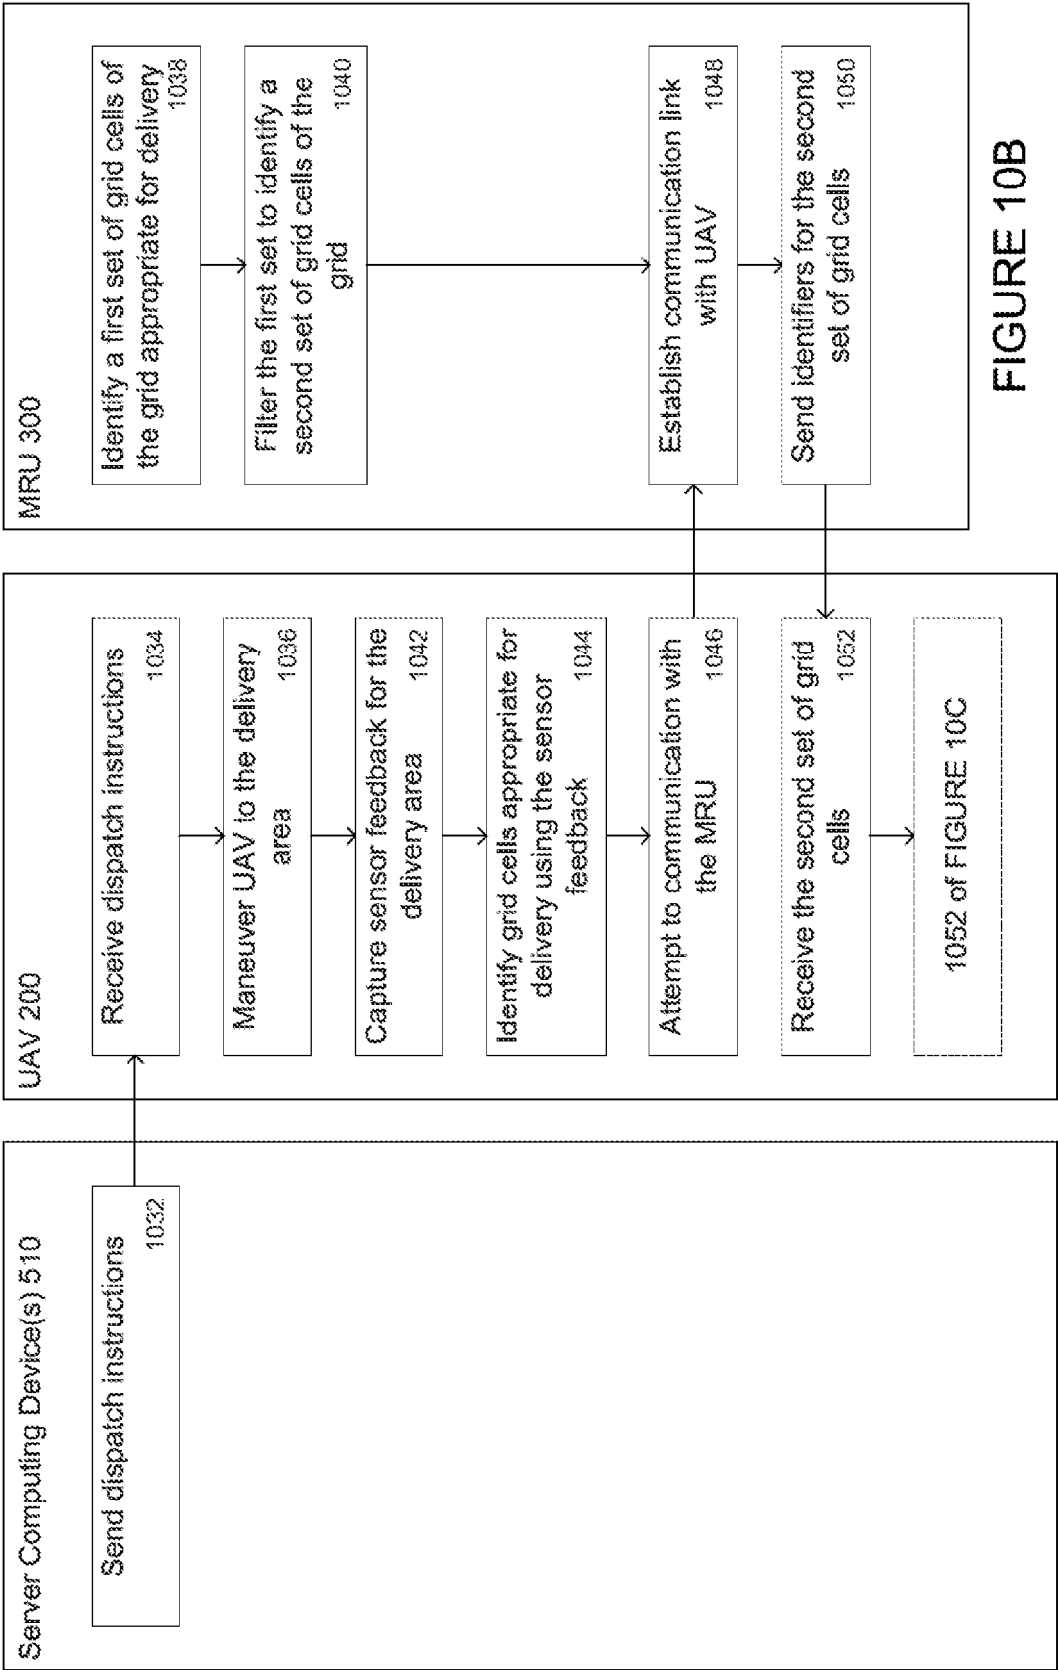 Server Computing Device(s) 510
Send dispatch instructions
1032
UAV 200
Receive dispatch instructions
1034
Maneuver UAV to the delivery
area
1036
Capture sensor feedback for the
delivery area
1042
Identify grid cells appropriate for
delivery using the sensor
feedback
1044
Attempt to communication with
the MRU
1046
Receive the second set of grid
cells
1052
1052 of FIGURE 10C
MRU 300
Identify a first set of grid cells of
the grid appropriate for delivery
1038
Filter the first set to identify a
second set of grid cells of the
grid
1040
Establish communication link
with UAV
1048
Send identifiers for the second
set of grid cells
1050
FIGURE 10B